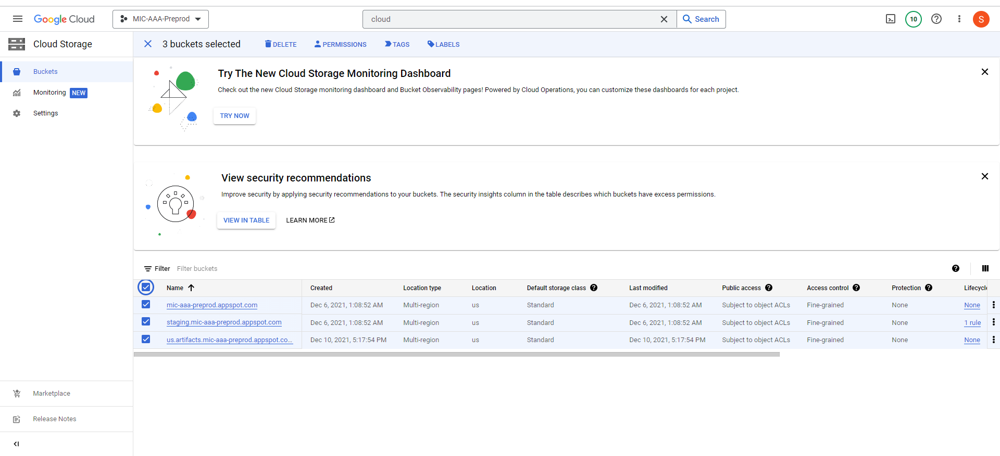 Google Cloud MIC-AAA-Preprod cloud Search 10 S
Cloud Storage 3 buckets selected DELETE PERMISSIONS TAGS LABELS
Buckets
Monitoring NEW
Settings
Try The New Cloud Storage Monitoring Dashboard
Check out the new Cloud Storage monitoring dashboard and Bucket Observability pages! Powered by Cloud Operations, you can customize these dashboards for each project.
TRY NOW
View security recommendations
Improve security by applying security recommendations to your buckets. The security insights column in the table describes which buckets have excess permissions.
VIEW IN TABLE LEARN MORE
Filter Filter buckets
Name Created Location type Location Default storage class Last modified Public access Access control Protection Lifecycle
mic-aaa-preprod.appspot.com Dec 6, 2021, 1:08:52 AM Multi-region us Standard Dec 6, 2021, 1:08:52 AM Subject to object ACLs Fine-grained None None
staging.mic-aaa-preprod.appspot.com Dec 6, 2021, 1:08:52 AM Multi-region us Standard Dec 6, 2021, 1:08:52 AM Subject to object ACLs Fine-grained None 1 rule
us.artifacts.mic-aaa-preprod.appspot.co... Dec 10, 2021, 5:17:54 PM Multi-region us Standard Dec 10, 2021, 5:17:54 PM Subject to object ACLs Fine-grained None None
Marketplace
Release Notes